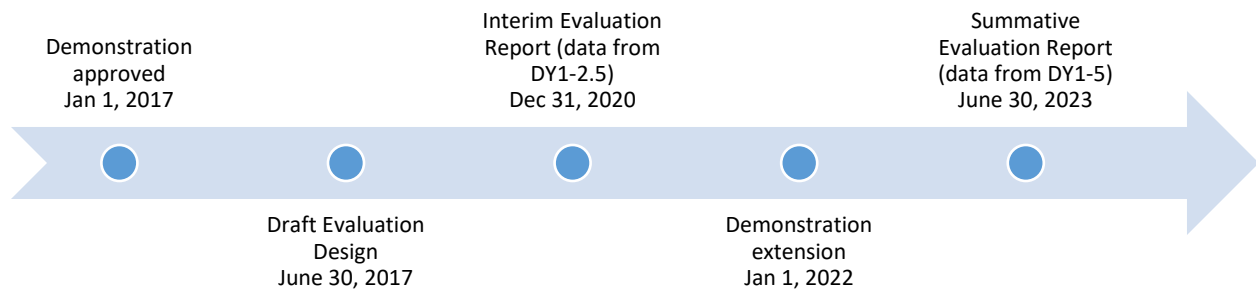 Demonstration
approved
Jan 1, 2017
Draft Evaluation
Design
June 30, 2017
Interim Evaluation
Report (data from
DY1-2.5)
Dec 31, 2020
Demonstration
extension
Jan 1, 2022
Summative
Evaluation Report
(data from DY1-5)
June 30, 2023